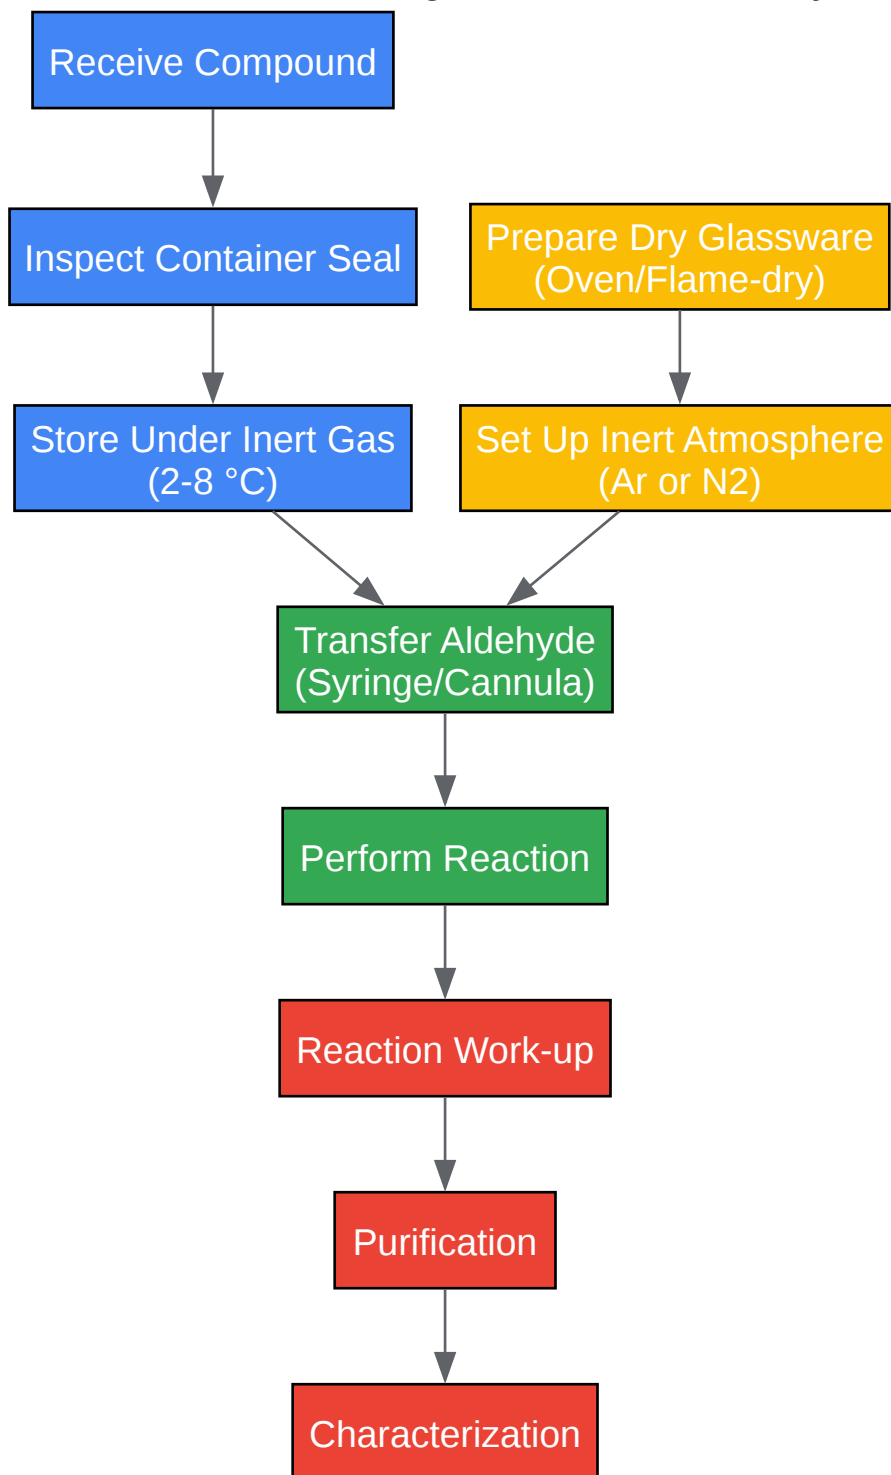 Receive Compound
Inspect Container Seal
Prepare Dry Glassware
(Oven/Flame-dry)
Store Under Inert Gas
(2-8 °C)
Set Up Inert Atmosphere
(Ar or N2)
Transfer Aldehyde
(Syringe/Cannula)
Perform Reaction
Reaction Work-up
Purification
Characterization